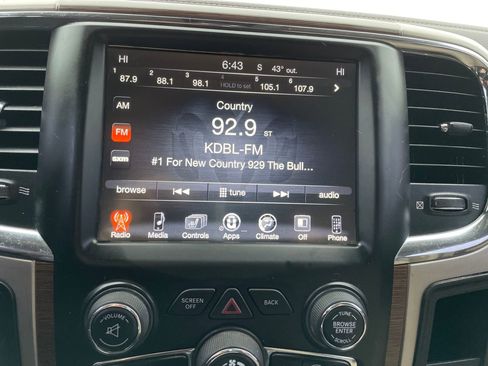 HI 6:43 S 43° out. HI
1 87.9 2 88.1 3 98.1 4 HOLD to set 5 105.1 6 107.9
AM
Country
FM
92.9 ST
KDBL-FM
sxm
#1 For New Country 929 The Bull...
browse tune audio
Radio Media Controls Apps Climate Off Phone
SCREEN OFF BACK
VOLUME
TUNE
BROWSE
ENTER
SCROLL